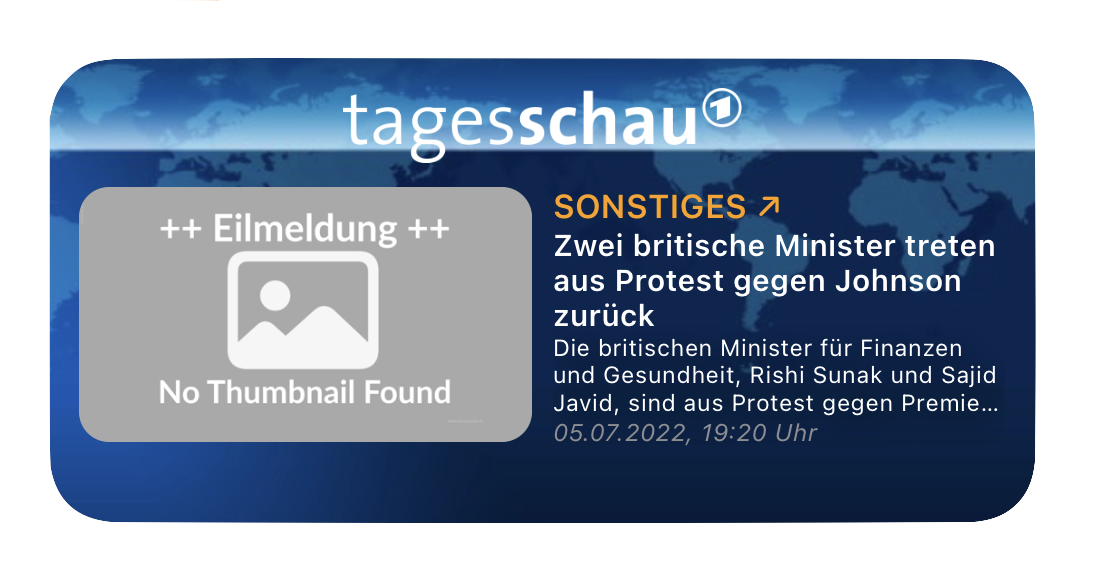 tagesschau
++ Eilmeldung ++
No Thumbnail Found
SONSTIGES ↗
Zwei britische Minister treten
aus Protest gegen Johnson
zurück
Die britischen Minister für Finanzen
und Gesundheit, Rishi Sunak und Sajid
Javid, sind aus Protest gegen Premie...
05.07.2022, 19:20 Uhr